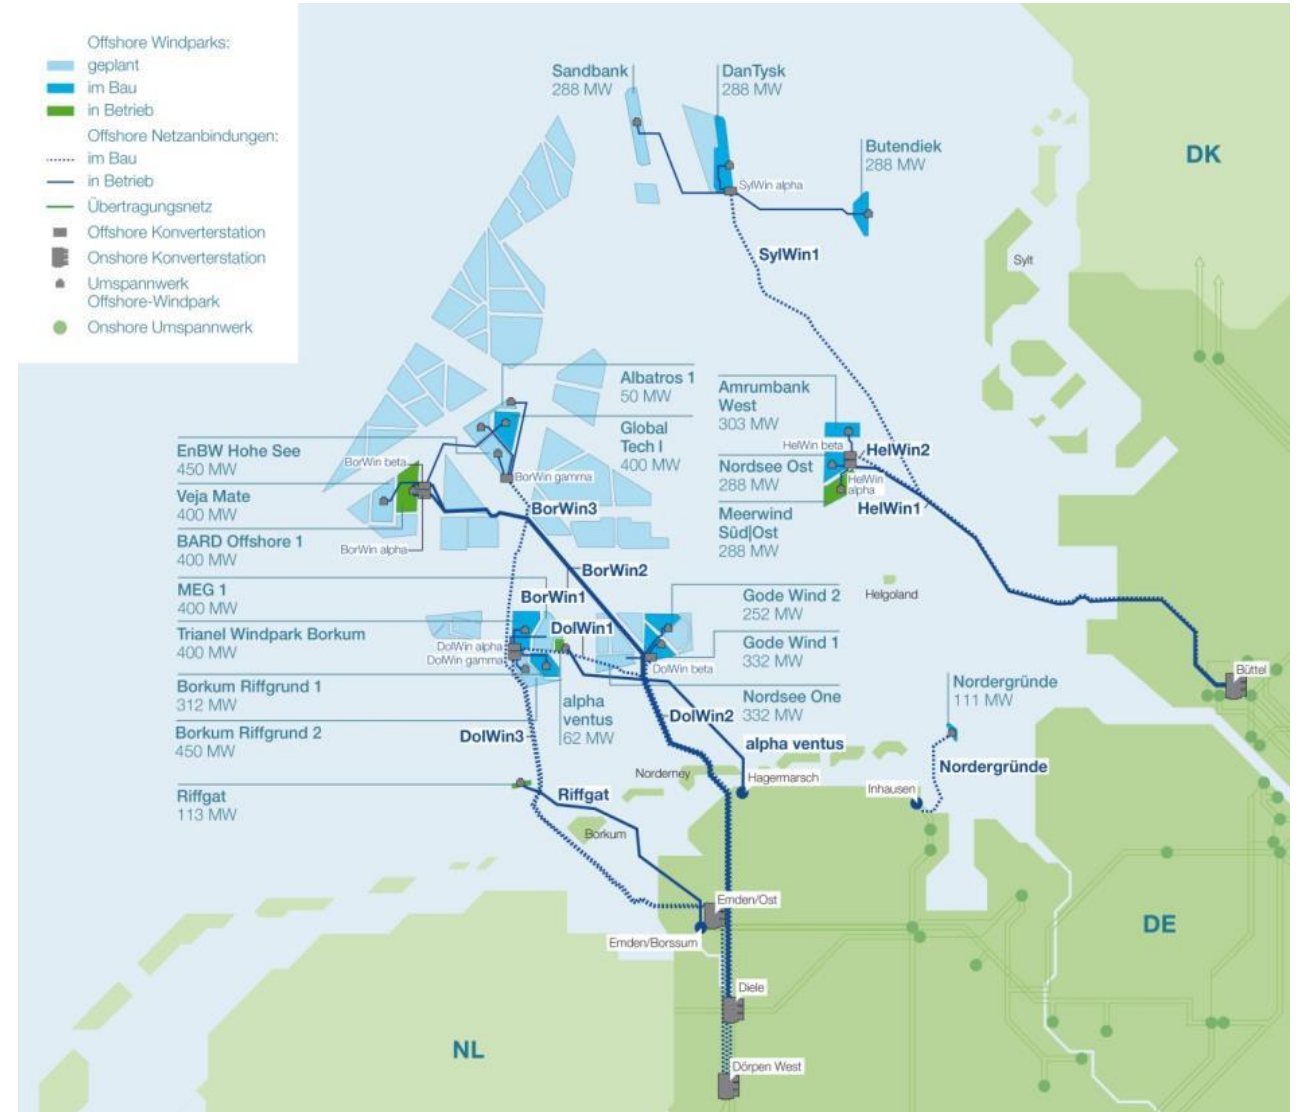 Offshore Windparks:
geplant
im Bau
in Betrieb
Offshore Netzanbindungen:
im Bau
in Betrieb
Übertragungsnetz
Offshore Konverterstation
Onshore Konverterstation
Umspannwerk
Offshore-Windpark
Onshore Umspannwerk
Sandbank
288 MW
DanTysk
288 MW
Butendiek
288 MW
DK
SylWin alpha
SylWin1
Sylt
Albatros 1
50 MW
Global
Tech I
400 MW
Amrumbank
West
303 MW
HelWin beta
HelWin2
Nordsee Ost
288 MW
HelWin
alpha
HelWin1
Meerwind
Süd|Ost
288 MW
EnBW Hohe See
450 MW
BorWin beta
BorWin gamma
Veja Mate
400 MW
BorWin3
BARD Offshore 1
400 MW
BorWin alpha
BorWin2
MEG 1
400 MW
BorWin1
Gode Wind 2
252 MW
Helgoland
Trianel Windpark Borkum
400 MW
DolWin1
DolWin alpha
DolWin gamma
DolWin beta
Gode Wind 1
332 MW
Büttel
Borkum Riffgrund 1
312 MW
alpha
ventus
62 MW
Nordsee One
332 MW
Nordergründe
111 MW
Borkum Riffgrund 2
450 MW
DolWin3
DolWin2
alpha ventus
Nordergründe
Norderney
Hagermarsch
Inhausen
Riffgat
113 MW
Riffgat
Borkum
Emden/Ost
Emden/Borssum
DE
Diele
NL
Dörpen West